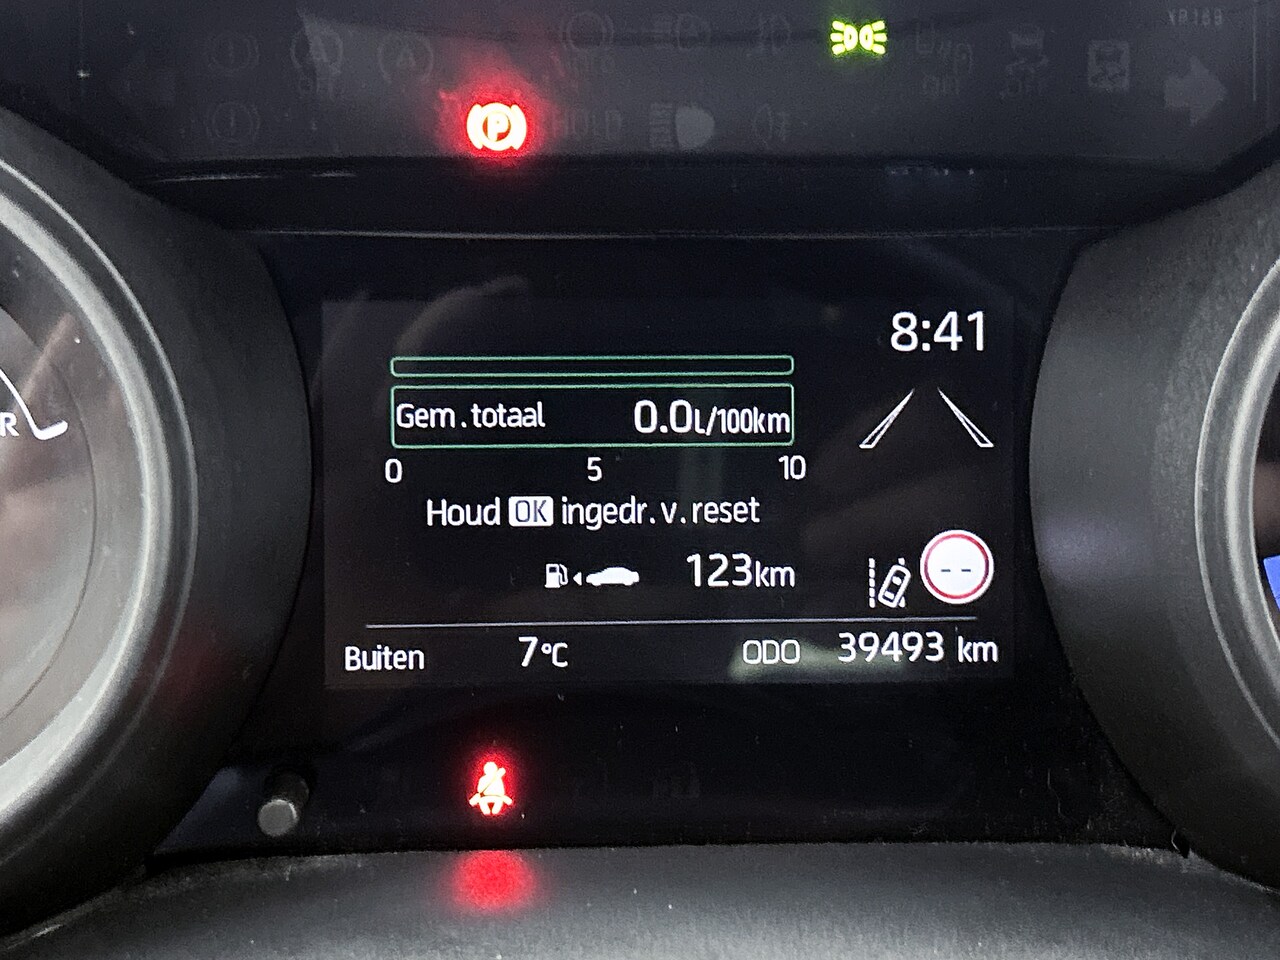 P
8:41
Gem.totaal 0.0L/100km
0 5 10
Houd OK ingedr.v.reset
123km
--
Buiten 7°C ODO 39493 km
R